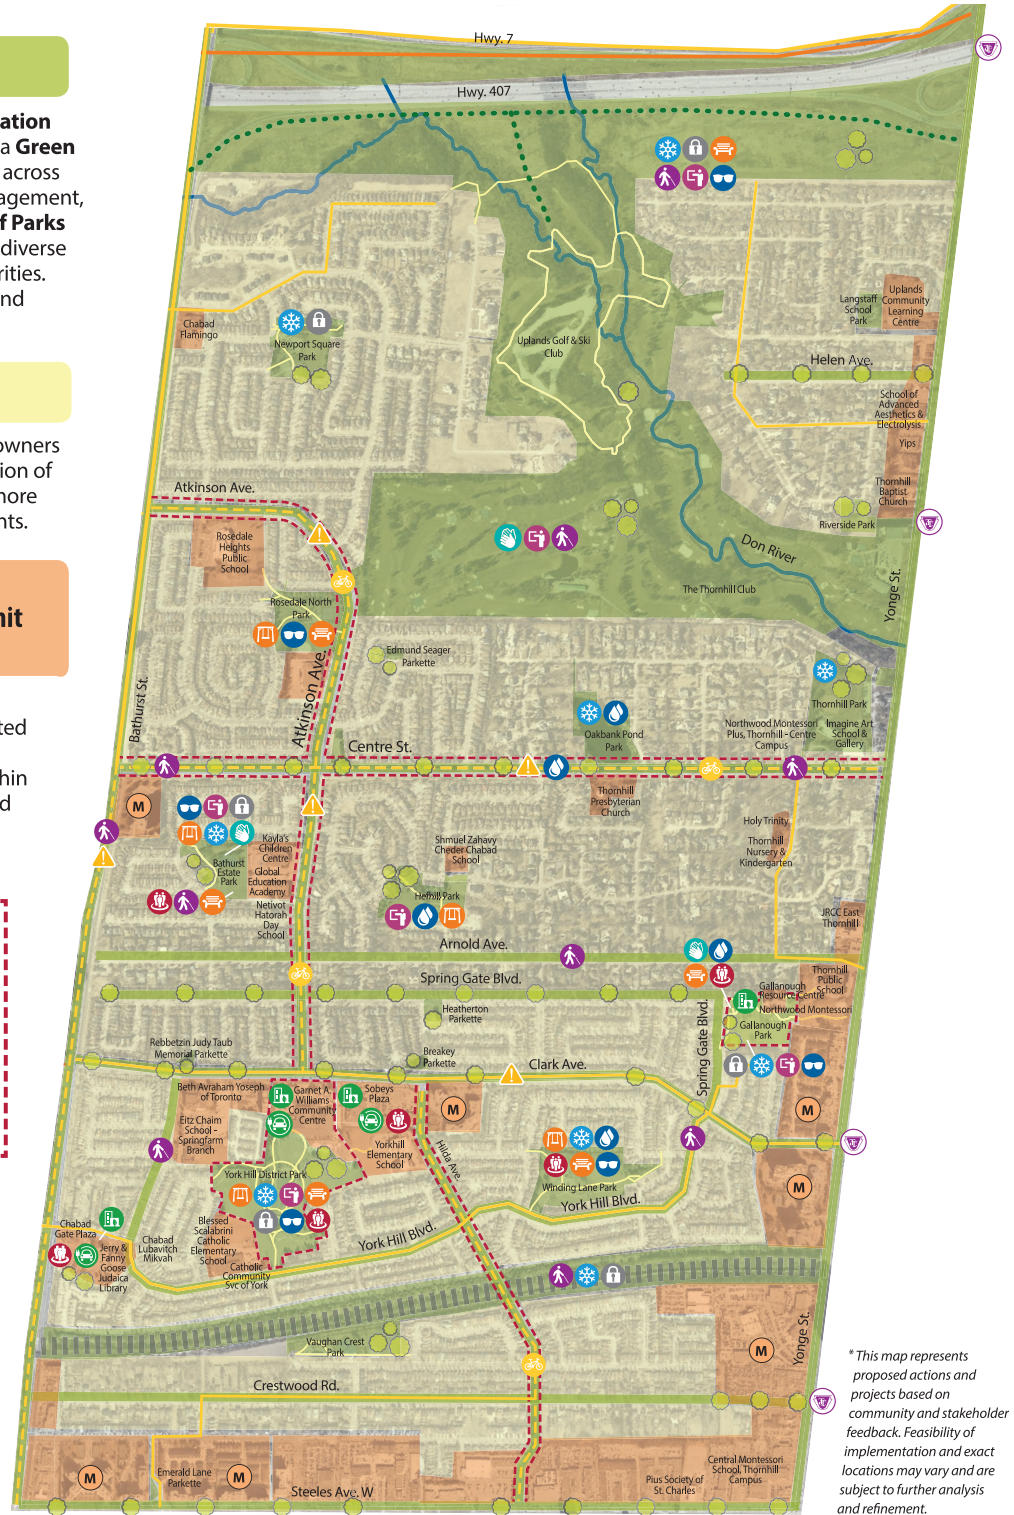 Hwy. 7
Hwy. 407
ation
a Green
across
agement,
f Parks
diverse
rities.
nd
owners
ion of
nore
nts.
nit
ted
hin
d
Chabad
Flamingo
Newport Square
Park
Uplands Golf & Ski
Club
Langstaff
School
Park
Uplands
Community
Learning
Centre
Helen Ave.
School of
Advanced
Aesthetics &
Electrolysis
Yips
Thornhill
Baptist
Church
Riverside Park
Atkinson Ave.
Rosedale
Heights
Public
School
Rosedale North
Park
Don River
The Thornhill Club
Yonge St.
Edmund Seager
Parkette
Atkinson Ave.
Bathurst St.
Thornhill Park
Oakbank Pond
Park
Northwood Montessori
Plus, Thornhill - Centre
Campus
Imagine Art
School &
Gallery
Centre St.
M
Thornhill
Presbyterian
Church
Holy Trinity
Thornhill
Nursery &
Kindergarten
Kayla's
Children
Centre
Bathurst
Estate
Park
Global
Education
Academy
Netivot
Hatorah
Day
School
Shmuel Zahavy
Cheder Chabad
School
Hefhill Park
JRCC East
Thornhill
Arnold Ave.
Spring Gate Blvd.
Thornhill
Public
School
Gallanough
Resource Centre
Northwood Montessori
Gallanough
Park
Spring Gate Blvd.
Heatherton
Parkette
Rebbetzin Judy Taub
Memorial Parkette
Breakey
Parkette
Clark Ave.
Beth Avraham Yoseph
of Toronto
Garnet A.
Williams
Community
Centre
Sobeys
Plaza
M
M
Eitz Chaim
School -
Springfarm
Branch
Yorkhill
Elementary
School
Hilda Ave.
York Hill District Park
Winding Lane Park
M
York Hill Blvd.
York Hill Blvd.
Chabad
Gate Plaza
Jerry &
Fanny
Goose
Judaica
Library
Chabad
Lubavitch
Mikvah
Blessed
Scalabrini
Catholic
Elementary
School
Catholic
Community
Svc of York
Vaughan Crest
Park
M
Yonge St.
Crestwood Rd.
M
Emerald Lane
Parkette
M
Steeles Ave. W
Pius Society of
St. Charles
Central Montessori
School, Thornhill
Campus
* This map represents
proposed actions and
projects based on
community and stakeholder
feedback. Feasibility of
implementation and exact
locations may vary and are
subject to further analysis
and refinement.